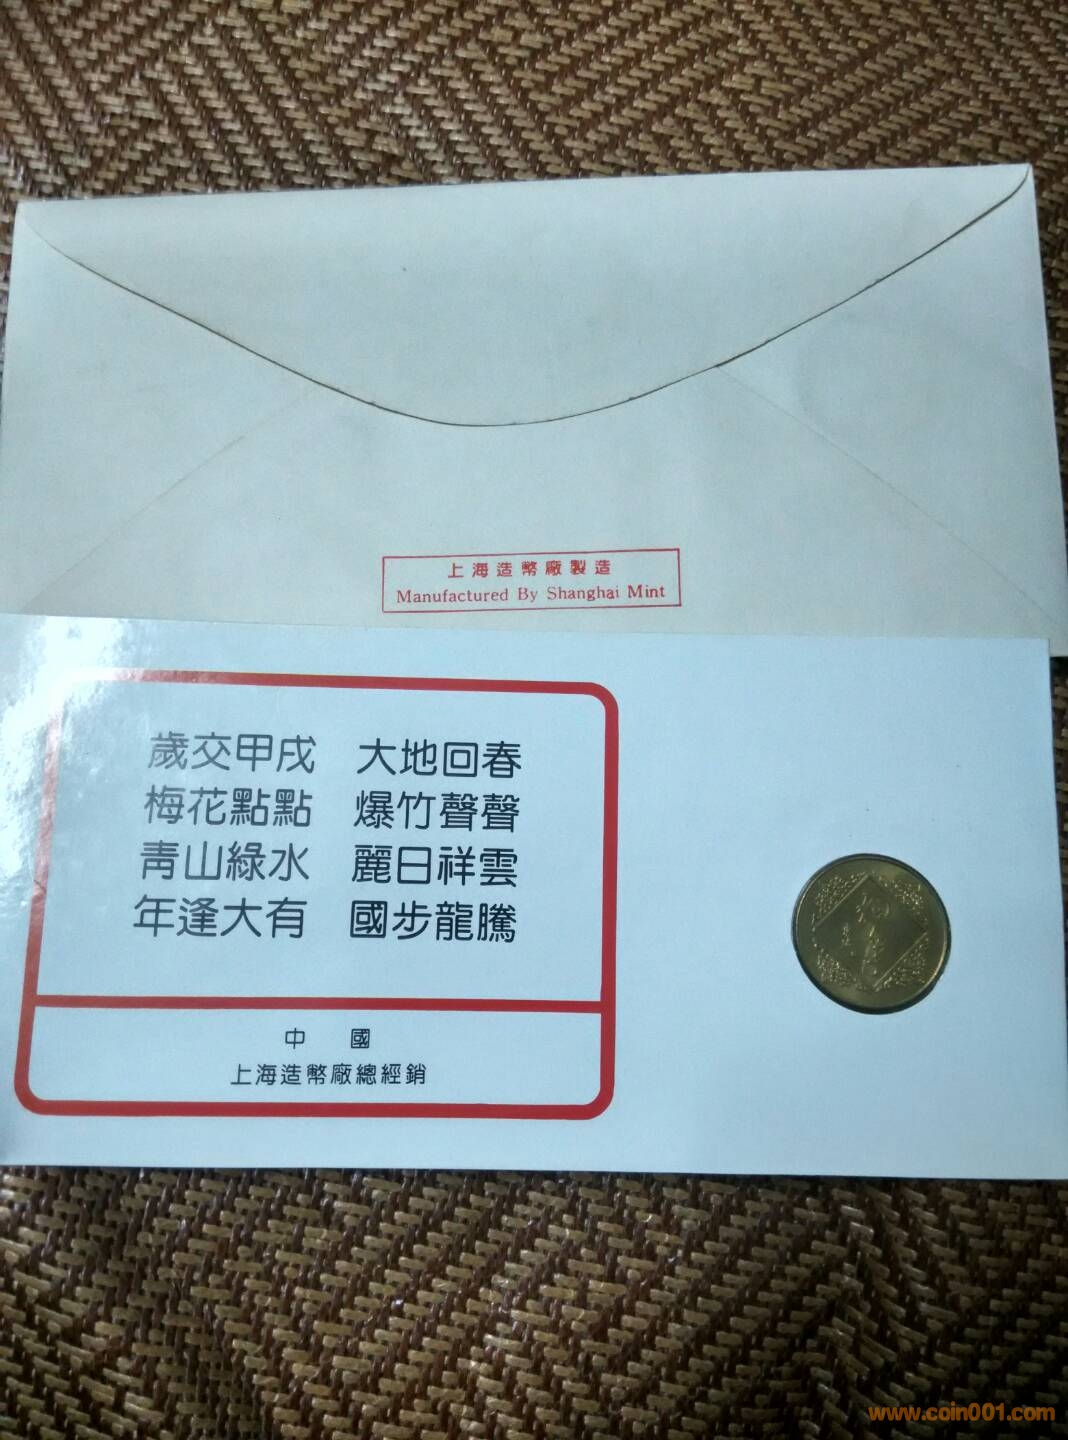 上海造幣廠製造
Manufactured By Shanghai Mint
歲交甲戌 大地回春
梅花點點 爆竹聲聲
青山綠水 麗日祥雲
年逢大有 國步龍騰
中 國
上海造幣廠總經銷
www.coin001.com